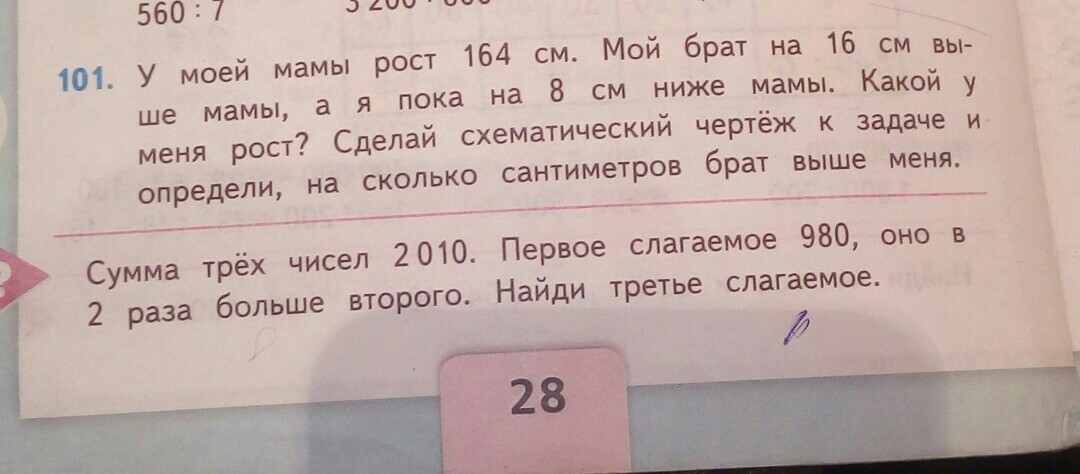 560 : 7
101. У моей мамы рост 164 см. Мой брат на 16 см вы-
ше мамы, а я пока на 8 см ниже мамы. Какой у
меня рост? Сделай схематический чертёж к задаче и
определи, на сколько сантиметров брат выше меня.
Сумма трёх чисел 2 010. Первое слагаемое 980, оно в
2 раза больше второго. Найди третье слагаемое.
28